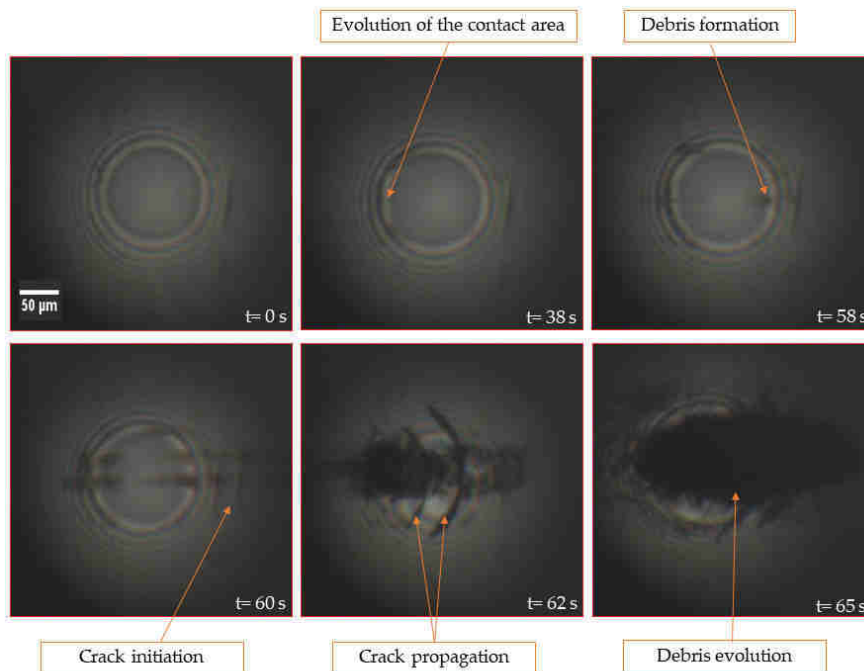 Evolution of the contact area
Debris formation
50 μm
t= 0 s
t= 38 s
t= 58 s
t= 60 s
t= 62 s
t= 65 s
Crack initiation
Crack propagation
Debris evolution